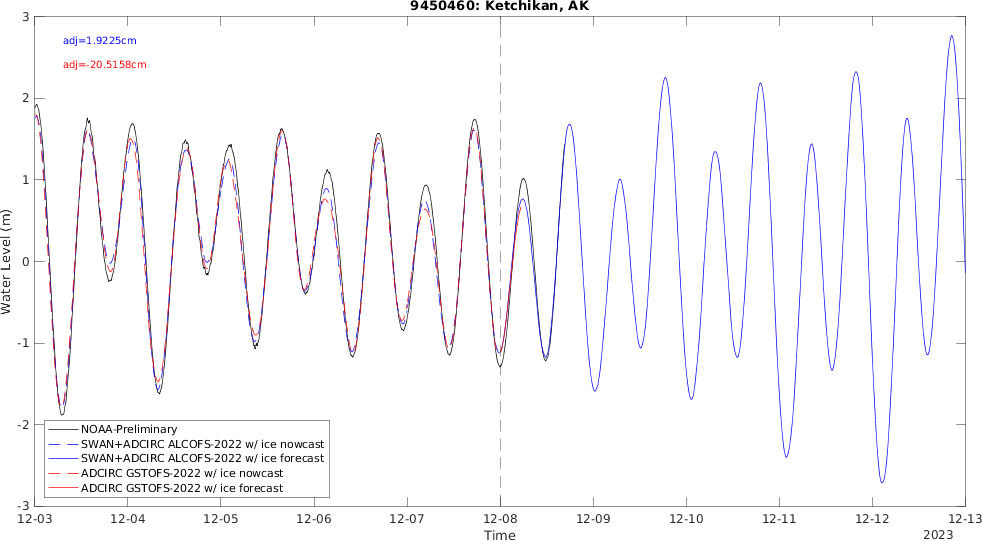 9450460: Ketchikan, AK
adj=1.9225cm
adj=-20.5158cm
3
2
1
0
-1
-2
-3
Water Level (m)
NOAA-Preliminary
SWAN+ADCIRC ALCOFS-2022 w/ ice nowcast
SWAN+ADCIRC ALCOFS-2022 w/ ice forecast
ADCIRC GSTOFS-2022 w/ ice nowcast
ADCIRC GSTOFS-2022 w/ ice forecast
12-03 12-04 12-05 12-06 12-07 12-08 12-09 12-10 12-11 12-12 12-13
Time
2023